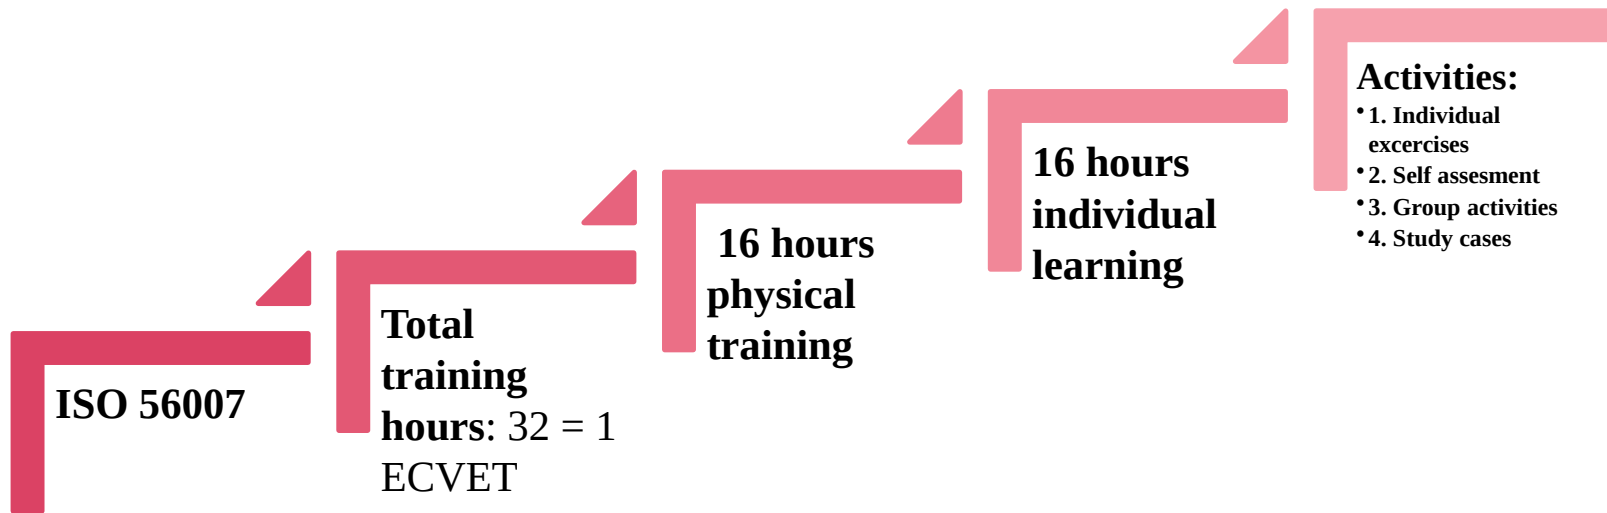 ISO 56007
Total
training
hours: 32 = 1
ECVET
16 hours
physical
training
16 hours
individual
learning
Activities:
• 1. Individual
excercises
• 2. Self assesment
• 3. Group activities
• 4. Study cases